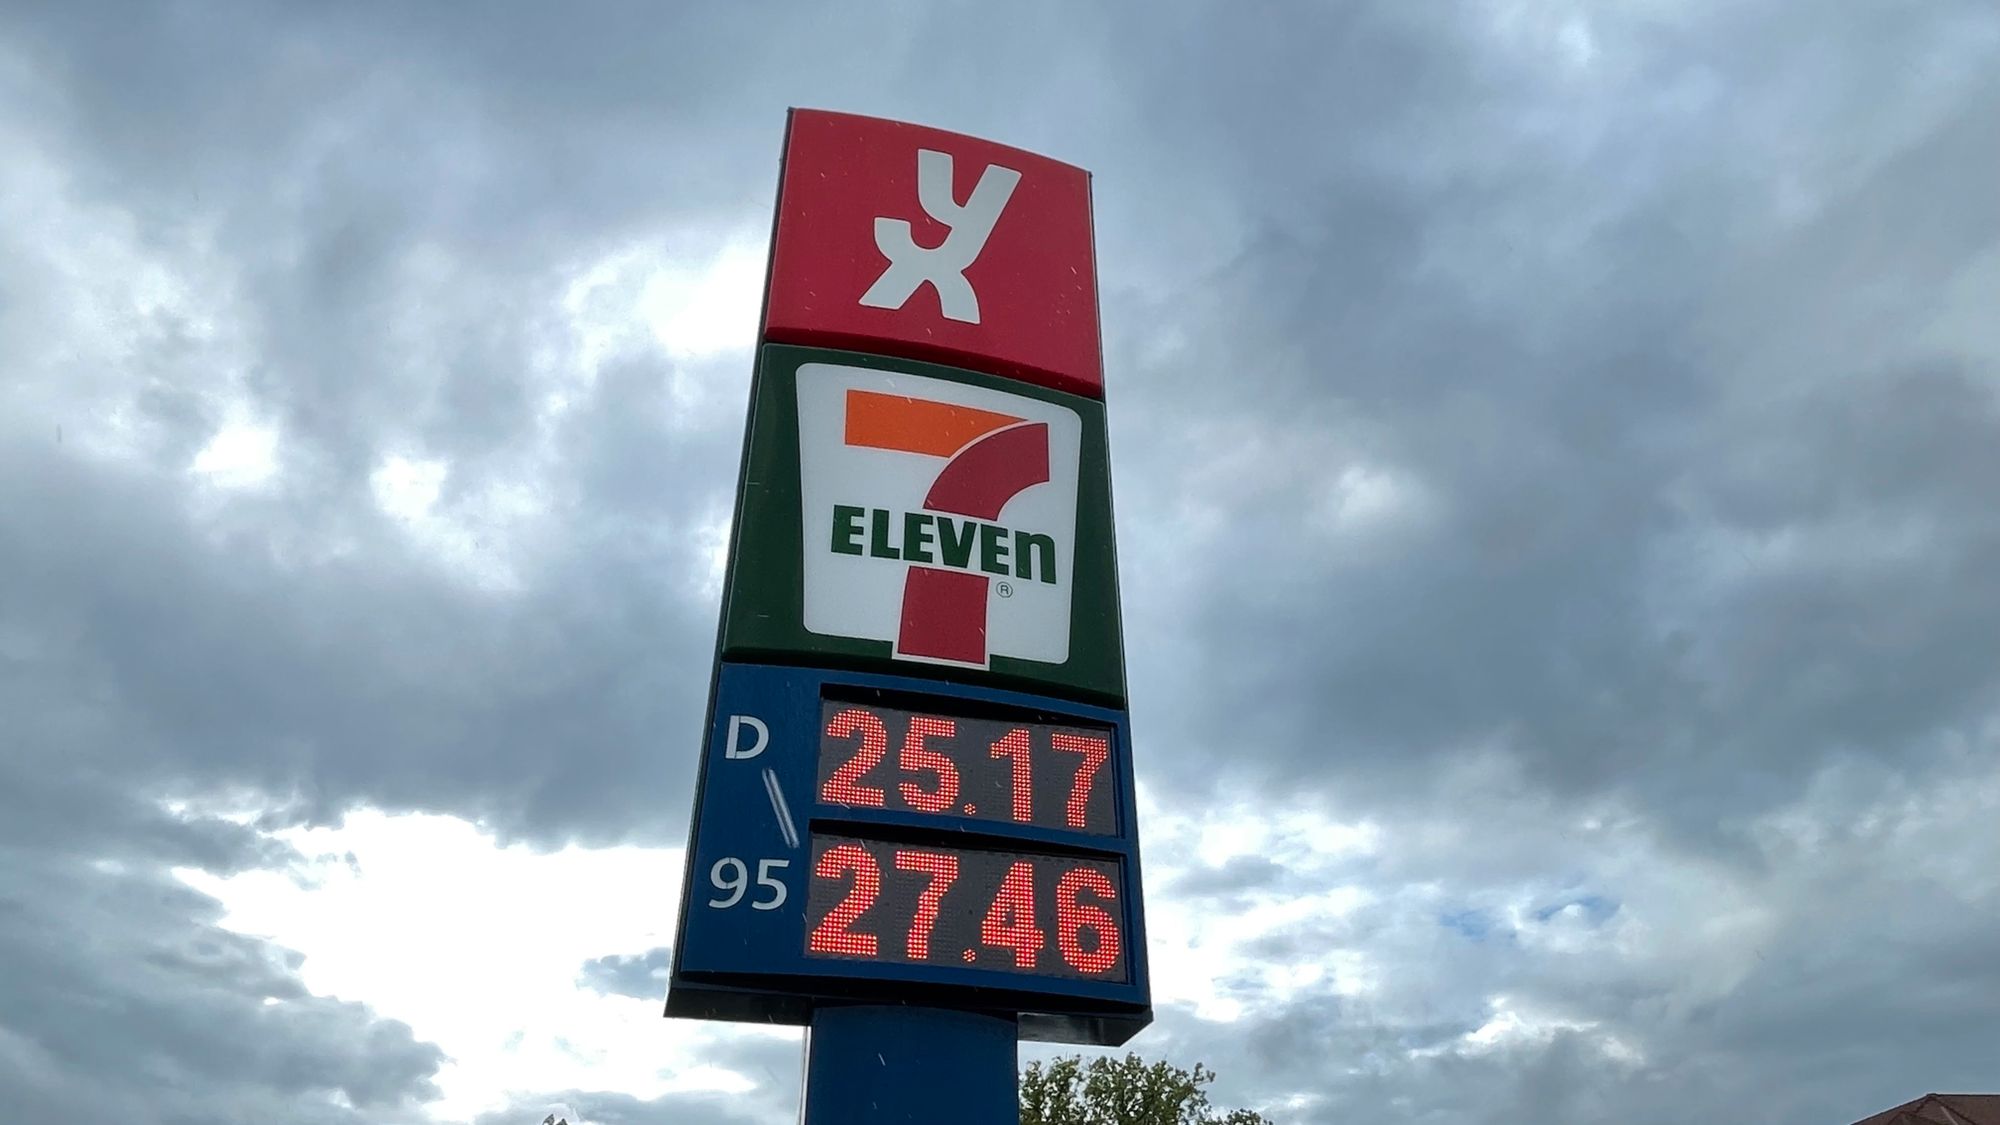 YX
7
ELEVEN
®
D 25.17
95 27.46